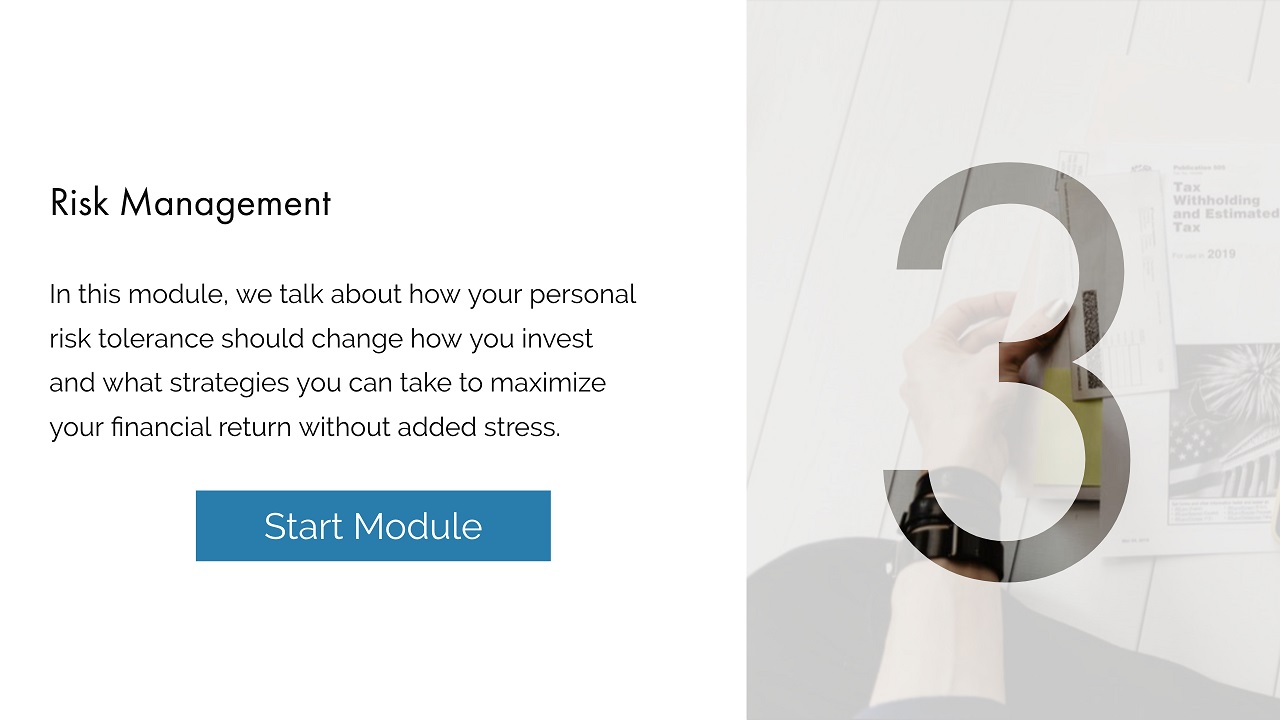 Risk Management
In this module, we talk about how your personal
risk tolerance should change how you invest
and what strategies you can take to maximize
your financial return without added stress.
Start Module
3
Publication 505
Tax
Withholding
and Estimated
Tax
For use in 2019